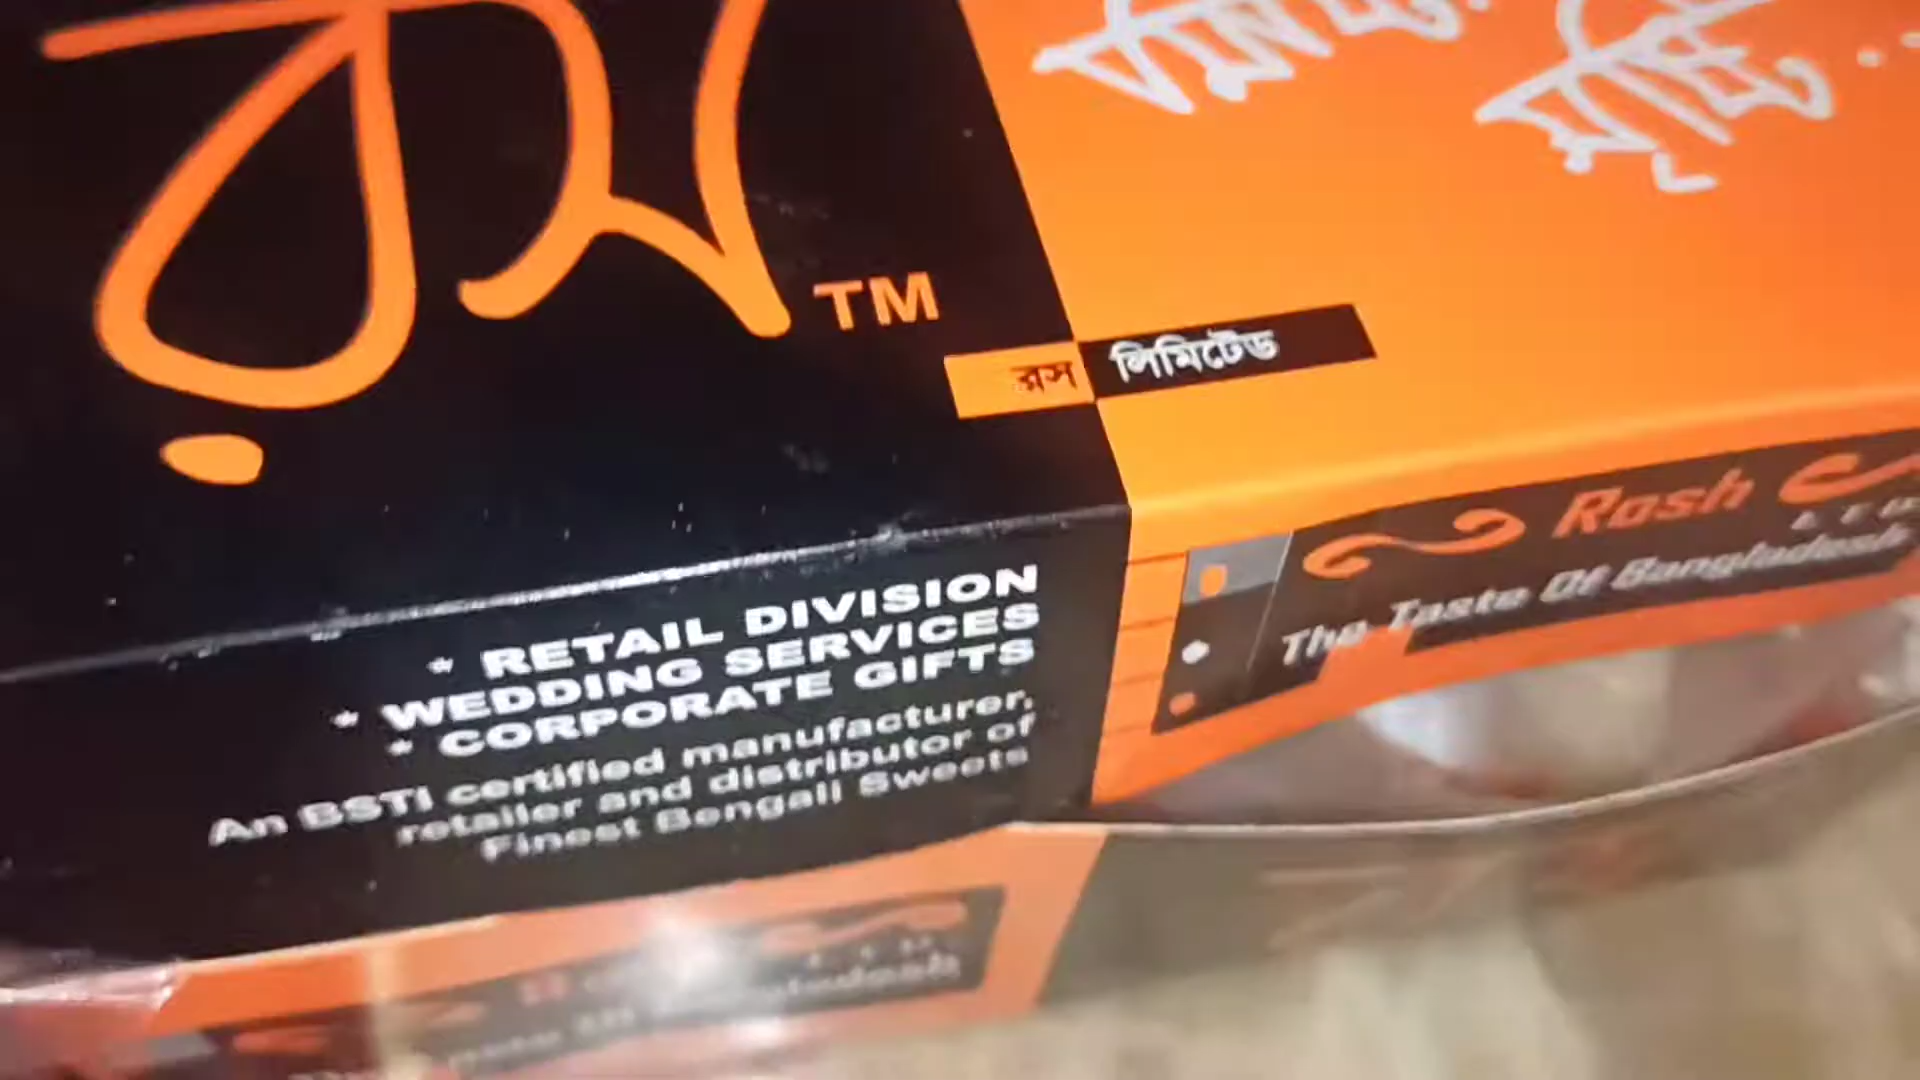 রস
TM
রস লিমিটেড
* RETAIL DIVISION
* WEDDING SERVICES
* CORPORATE GIFTS
An BSTI certified manufacturer,
retailer and distributor of
Finest Bengali Sweets
Rosh
LTD
The Taste Of Bangladesh